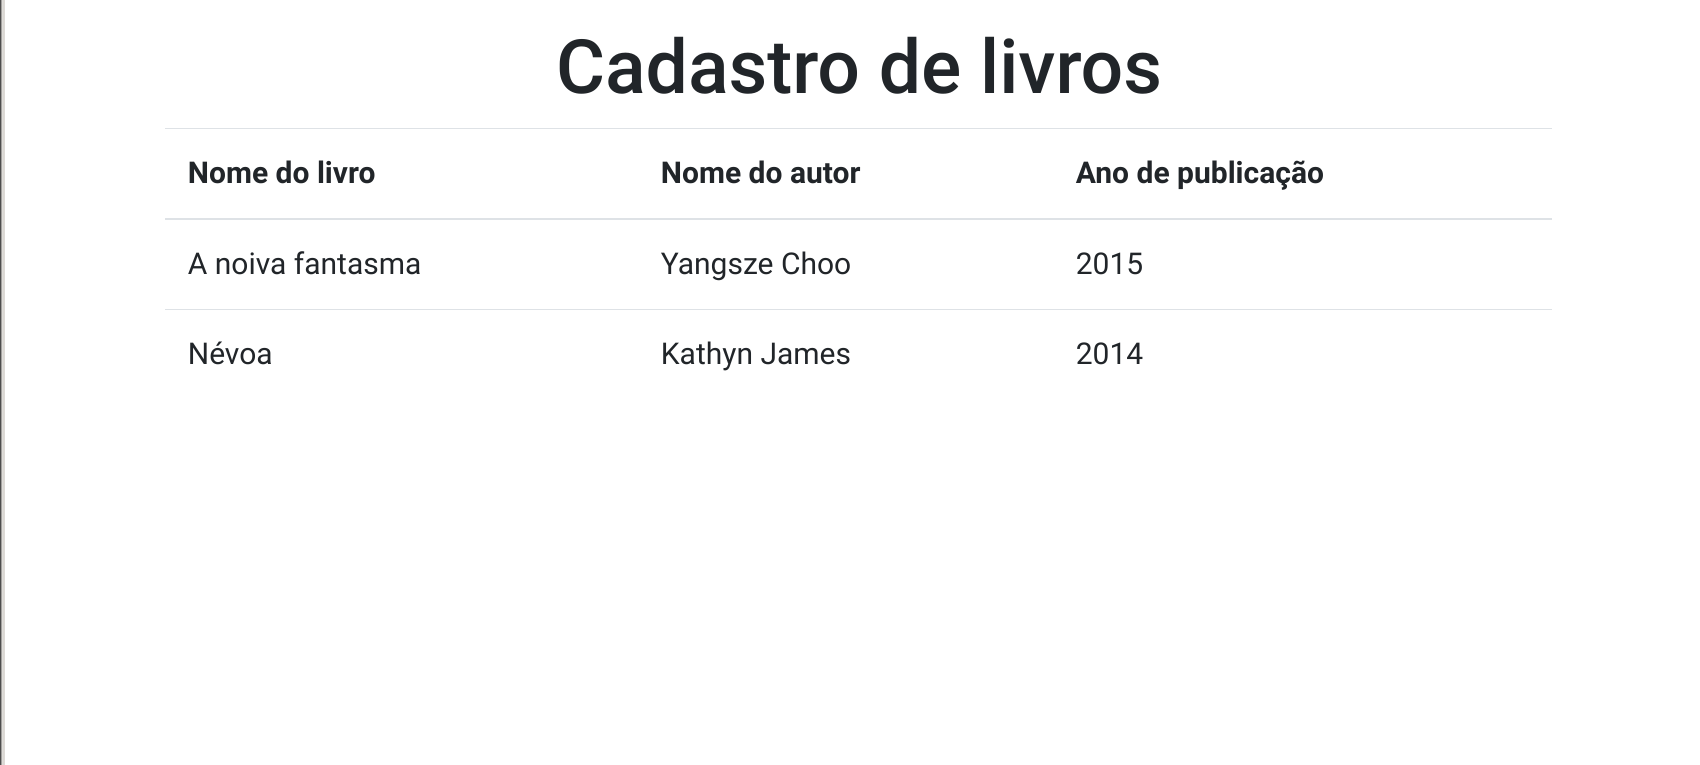 Cadastro de livros
Nome do livro Nome do autor Ano de publicação
A noiva fantasma Yangsze Choo 2015
Névoa Kathyn James 2014